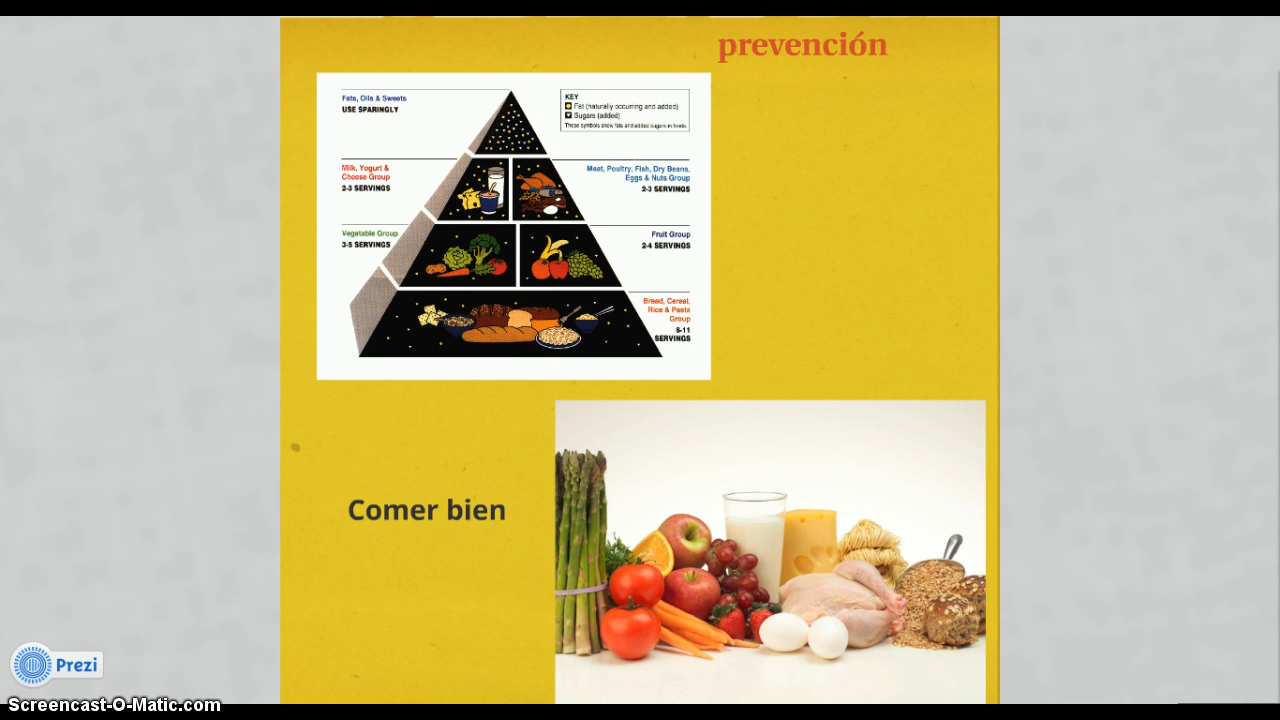 prevención
Fats, Oils & Sweets
USE SPARINGLY
KEY
Fat (naturally occurring and added)
Sugars (added)
These symbols show fats and added sugars in foods.
Milk, Yogurt &
Cheese Group
2-3 SERVINGS
Meat, Poultry, Fish, Dry Beans,
Eggs & Nuts Group
2-3 SERVINGS
Vegetable Group
3-5 SERVINGS
Fruit Group
2-4 SERVINGS
Bread, Cereal,
Rice & Pasta
Group
6-11
SERVINGS
Comer bien
Prezi
Screencast-O-Matic.com